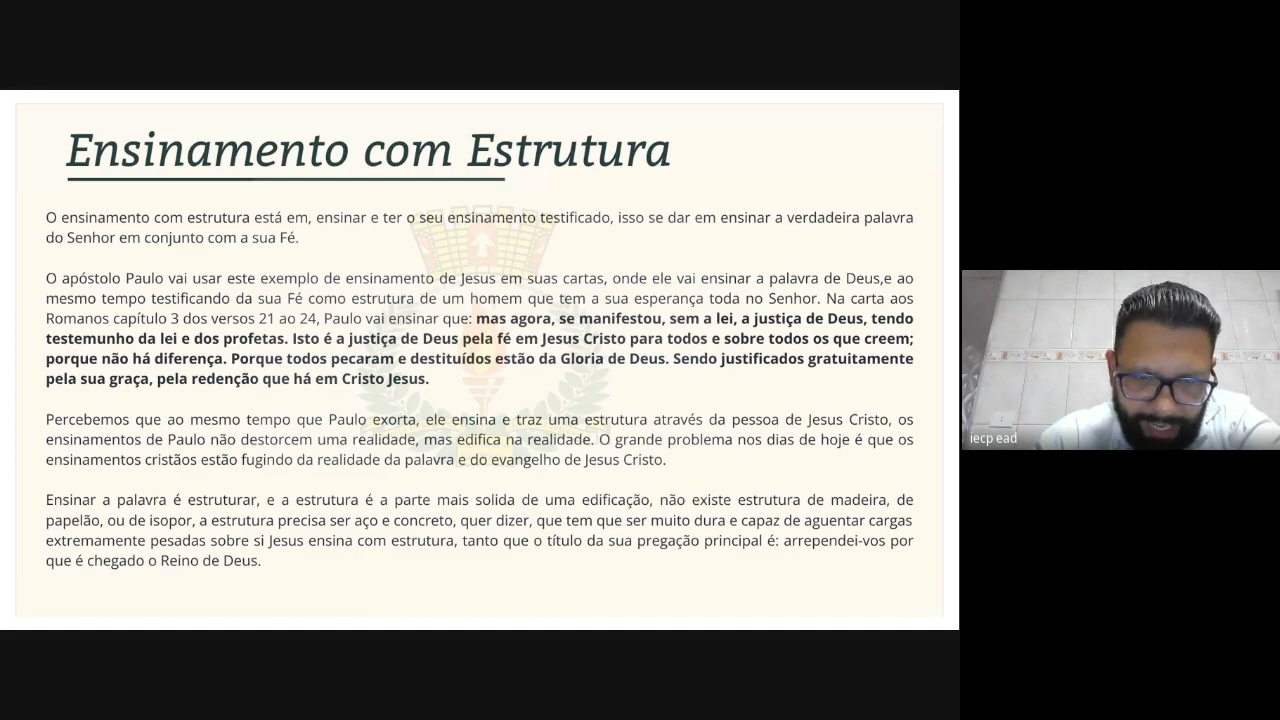 Ensinamento com Estrutura
O ensinamento com estrutura está em, ensinar e ter o seu ensinamento testificado, isso se dar em ensinar a verdadeira palavra
do Senhor em conjunto com a sua Fé.
O apóstolo Paulo vai usar este exemplo de ensinamento de Jesus em suas cartas, onde ele vai ensinar a palavra de Deus,e ao
mesmo tempo testificando da sua Fé como estrutura de um homem que tem a sua esperança toda no Senhor. Na carta aos
Romanos capítulo 3 dos versos 21 ao 24, Paulo vai ensinar que: mas agora, se manifestou, sem a lei, a justiça de Deus, tendo
testemunho da lei e dos profetas. Isto é a justiça de Deus pela fé em Jesus Cristo para todos e sobre todos os que creem;
porque não há diferença. Porque todos pecaram e destituídos estão da Gloria de Deus. Sendo justificados gratuitamente
pela sua graça, pela redenção que há em Cristo Jesus.
Percebemos que ao mesmo tempo que Paulo exorta, ele ensina e traz uma estrutura através da pessoa de Jesus Cristo, os
ensinamentos de Paulo não destorcem uma realidade, mas edifica na realidade. O grande problema nos dias de hoje é que os
ensinamentos cristãos estão fugindo da realidade da palavra e do evangelho de Jesus Cristo.
Ensinar a palavra é estruturar, e a estrutura é a parte mais solida de uma edificação, não existe estrutura de madeira, de
papelão, ou de isopor, a estrutura precisa ser aço e concreto, quer dizer, que tem que ser muito dura e capaz de aguentar cargas
extremamente pesadas sobre si Jesus ensina com estrutura, tanto que o título da sua pregação principal é: arrependei-vos por
que é chegado o Reino de Deus.
iecp ead